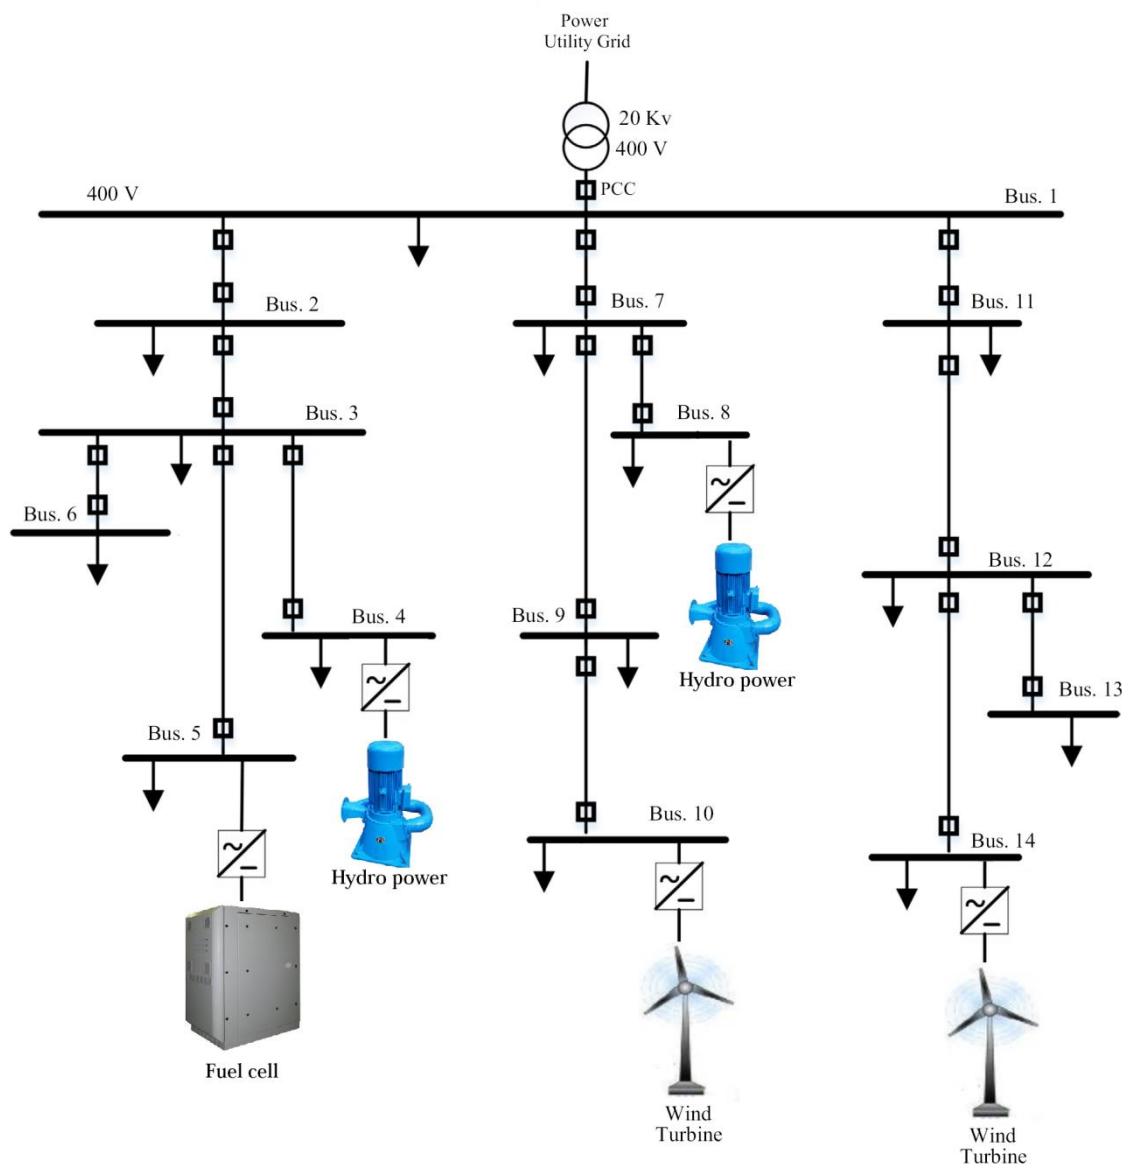 Power
Utility Grid
20 Kv
400 V
PCC
400 V
Bus. 1
Bus. 2
Bus. 7
Bus. 11
Bus. 3
Bus. 8
Bus. 6
Bus. 12
Bus. 4
Bus. 9
Hydro power
Bus. 13
Bus. 5
Bus. 10
Bus. 14
Hydro power
Fuel cell
Wind
Turbine
Wind
Turbine